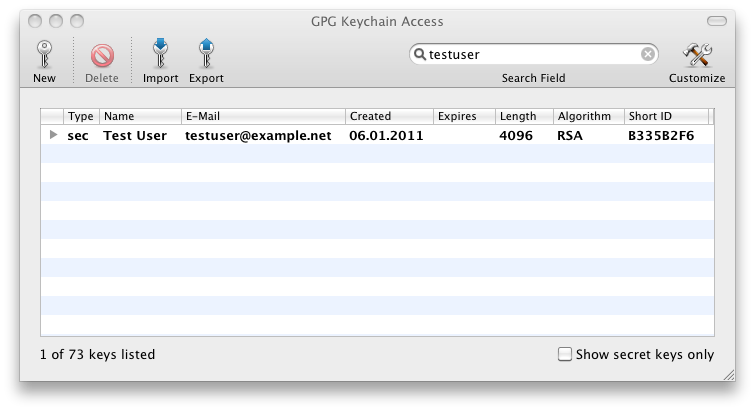 GPG Keychain Access
testuser
New Delete Import Export Search Field Customize
Type Name E-Mail Created Expires Length Algorithm Short ID
sec Test User testuser@example.net 06.01.2011 4096 RSA B335B2F6
1 of 73 keys listed Show secret keys only